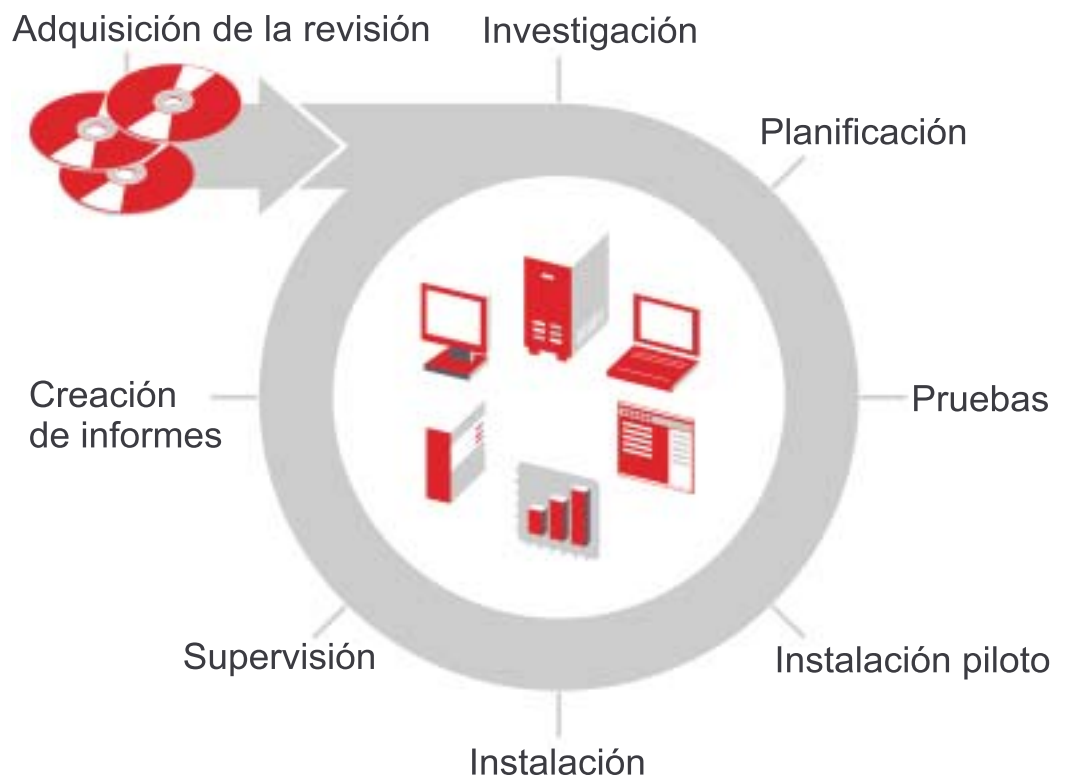 Adquisición de la revisión
Investigación
Planificación
Pruebas
Instalación piloto
Instalación
Supervisión
Creación
de informes